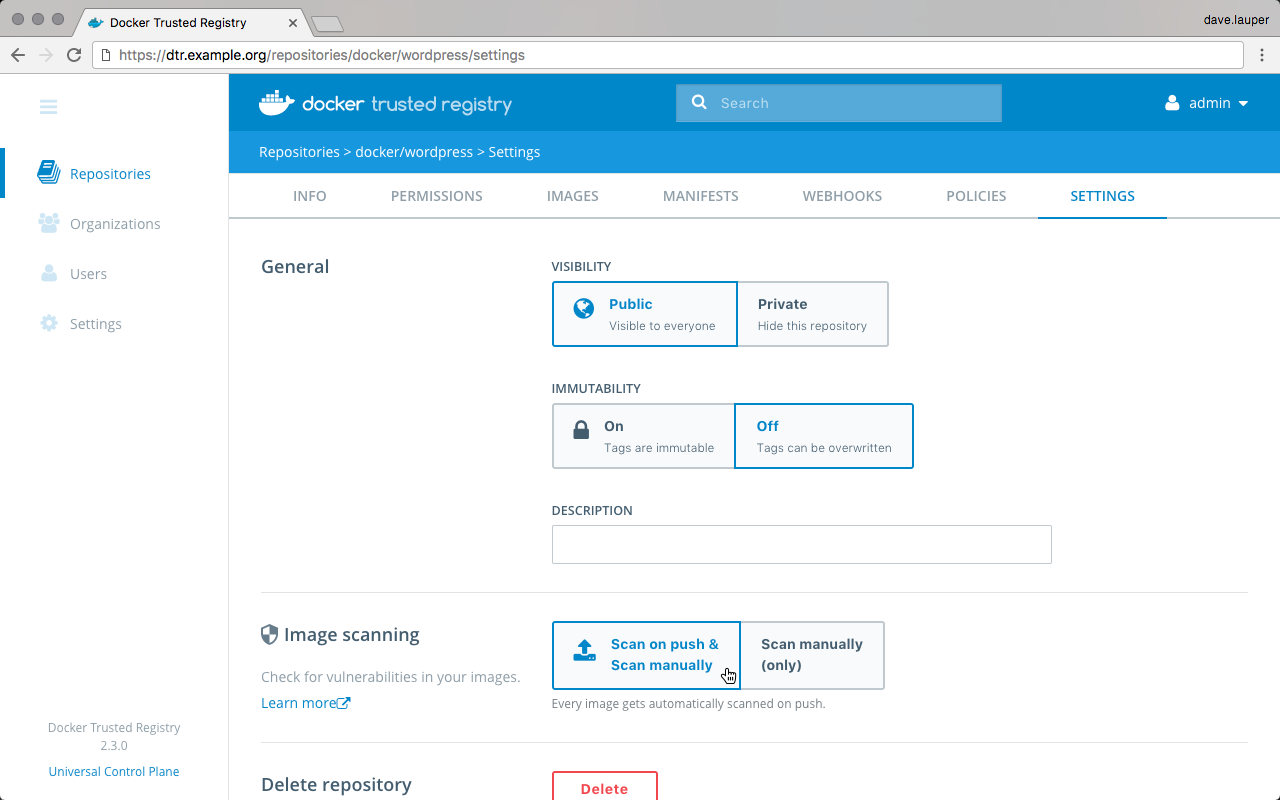 Docker Trusted Registry
dave.lauper
https://dtr.example.org/repositories/docker/wordpress/settings
docker trusted registry
Search
admin
Repositories > docker/wordpress > Settings
Repositories
Organizations
Users
Settings
INFO PERMISSIONS IMAGES MANIFESTS WEBHOOKS POLICIES SETTINGS
General
VISIBILITY
Public
Visible to everyone
Private
Hide this repository
IMMUTABILITY
On
Tags are immutable
Off
Tags can be overwritten
DESCRIPTION
Image scanning
Check for vulnerabilities in your images.
Learn more
Scan on push &
Scan manually
Scan manually
(only)
Every image gets automatically scanned on push.
Delete repository
Delete
Docker Trusted Registry
2.3.0
Universal Control Plane